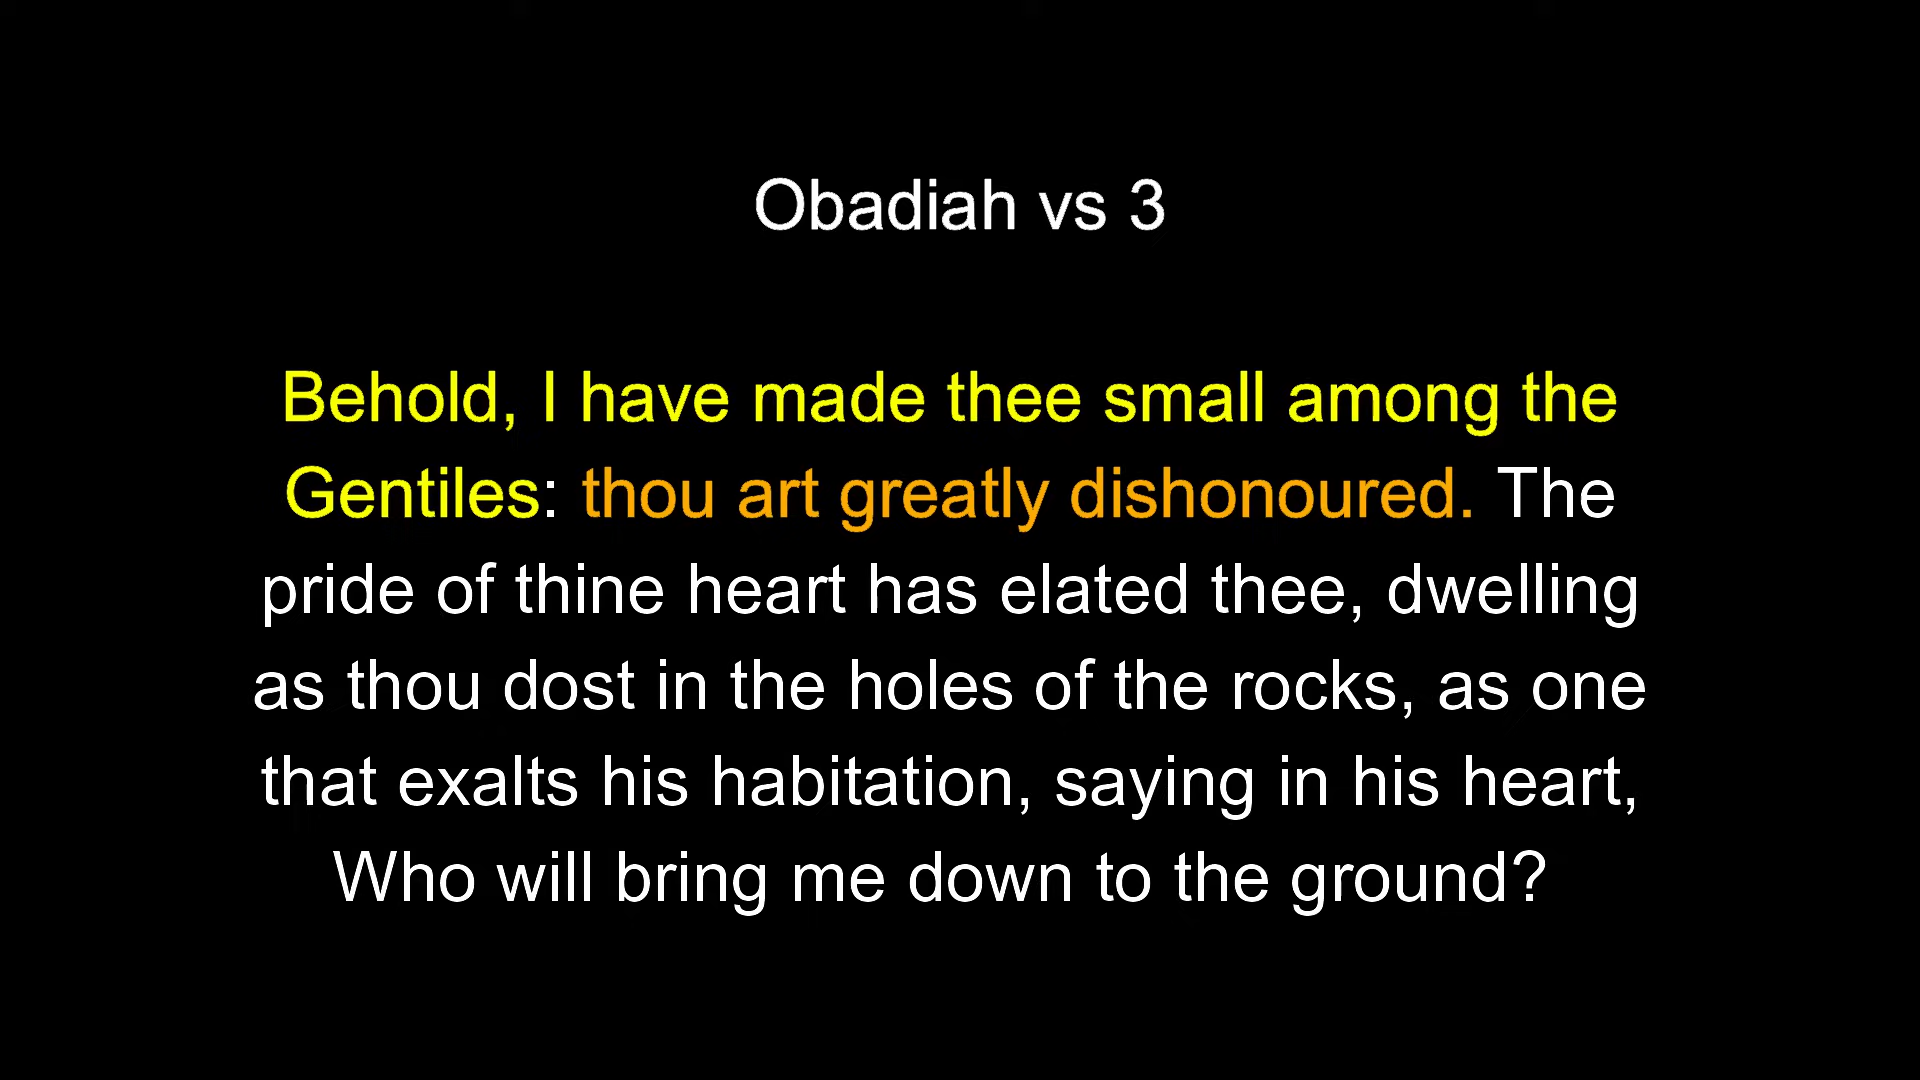 Obadiah vs 3
Behold, I have made thee small among the
Gentiles: thou art greatly dishonoured. The
pride of thine heart has elated thee, dwelling
as thou dost in the holes of the rocks, as one
that exalts his habitation, saying in his heart,
Who will bring me down to the ground?